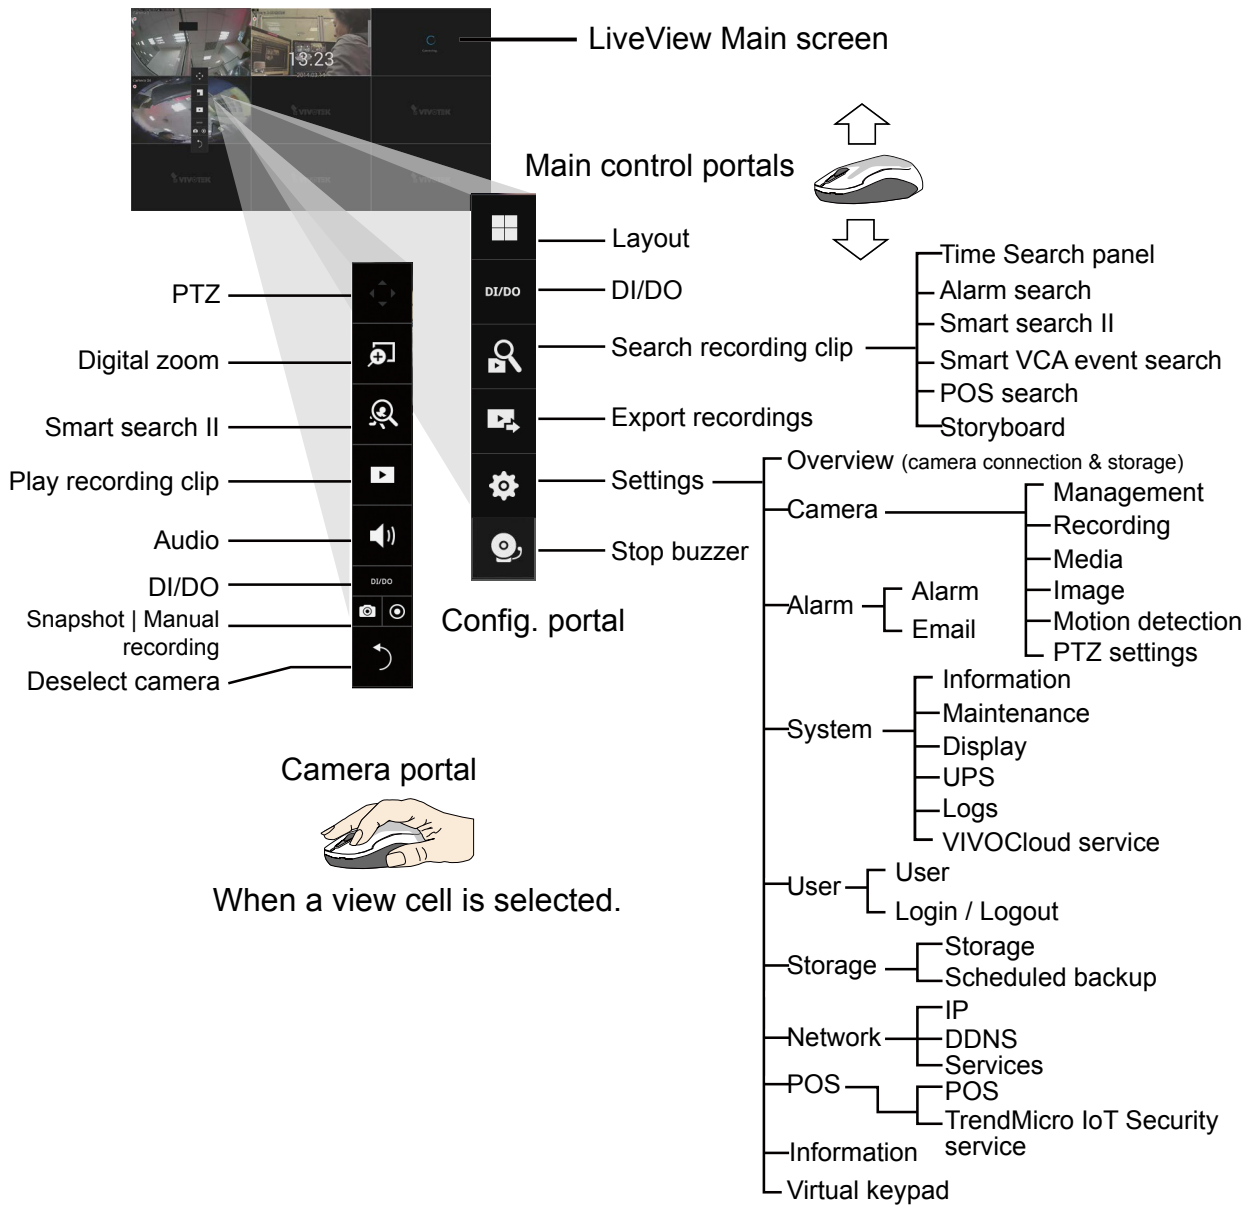 LiveView Main screen
13:23
VIVOTEK
VIVOTEK
VIVOTEK
VIVOTEK
VIVOTEK
Main control portals
Layout
DI/DO
DI/DO
Search recording clip
Export recordings
Settings
Stop buzzer
Config. portal
PTZ
Digital zoom
Smart search II
Play recording clip
Audio
DI/DO
DI/DO
Snapshot | Manual
recording
Deselect camera
Camera portal
When a view cell is selected.
Time Search panel
Alarm search
Smart search II
Smart VCA event search
POS search
Storyboard
Overview (camera connection & storage)
Camera
Management
Recording
Media
Image
Motion detection
PTZ settings
Alarm
Alarm
Email
System
Information
Maintenance
Display
UPS
Logs
VIVOCloud service
User
User
Login / Logout
Storage
Storage
Scheduled backup
Network
IP
DDNS
Services
POS
POS
TrendMicro IoT Security
service
Information
Virtual keypad